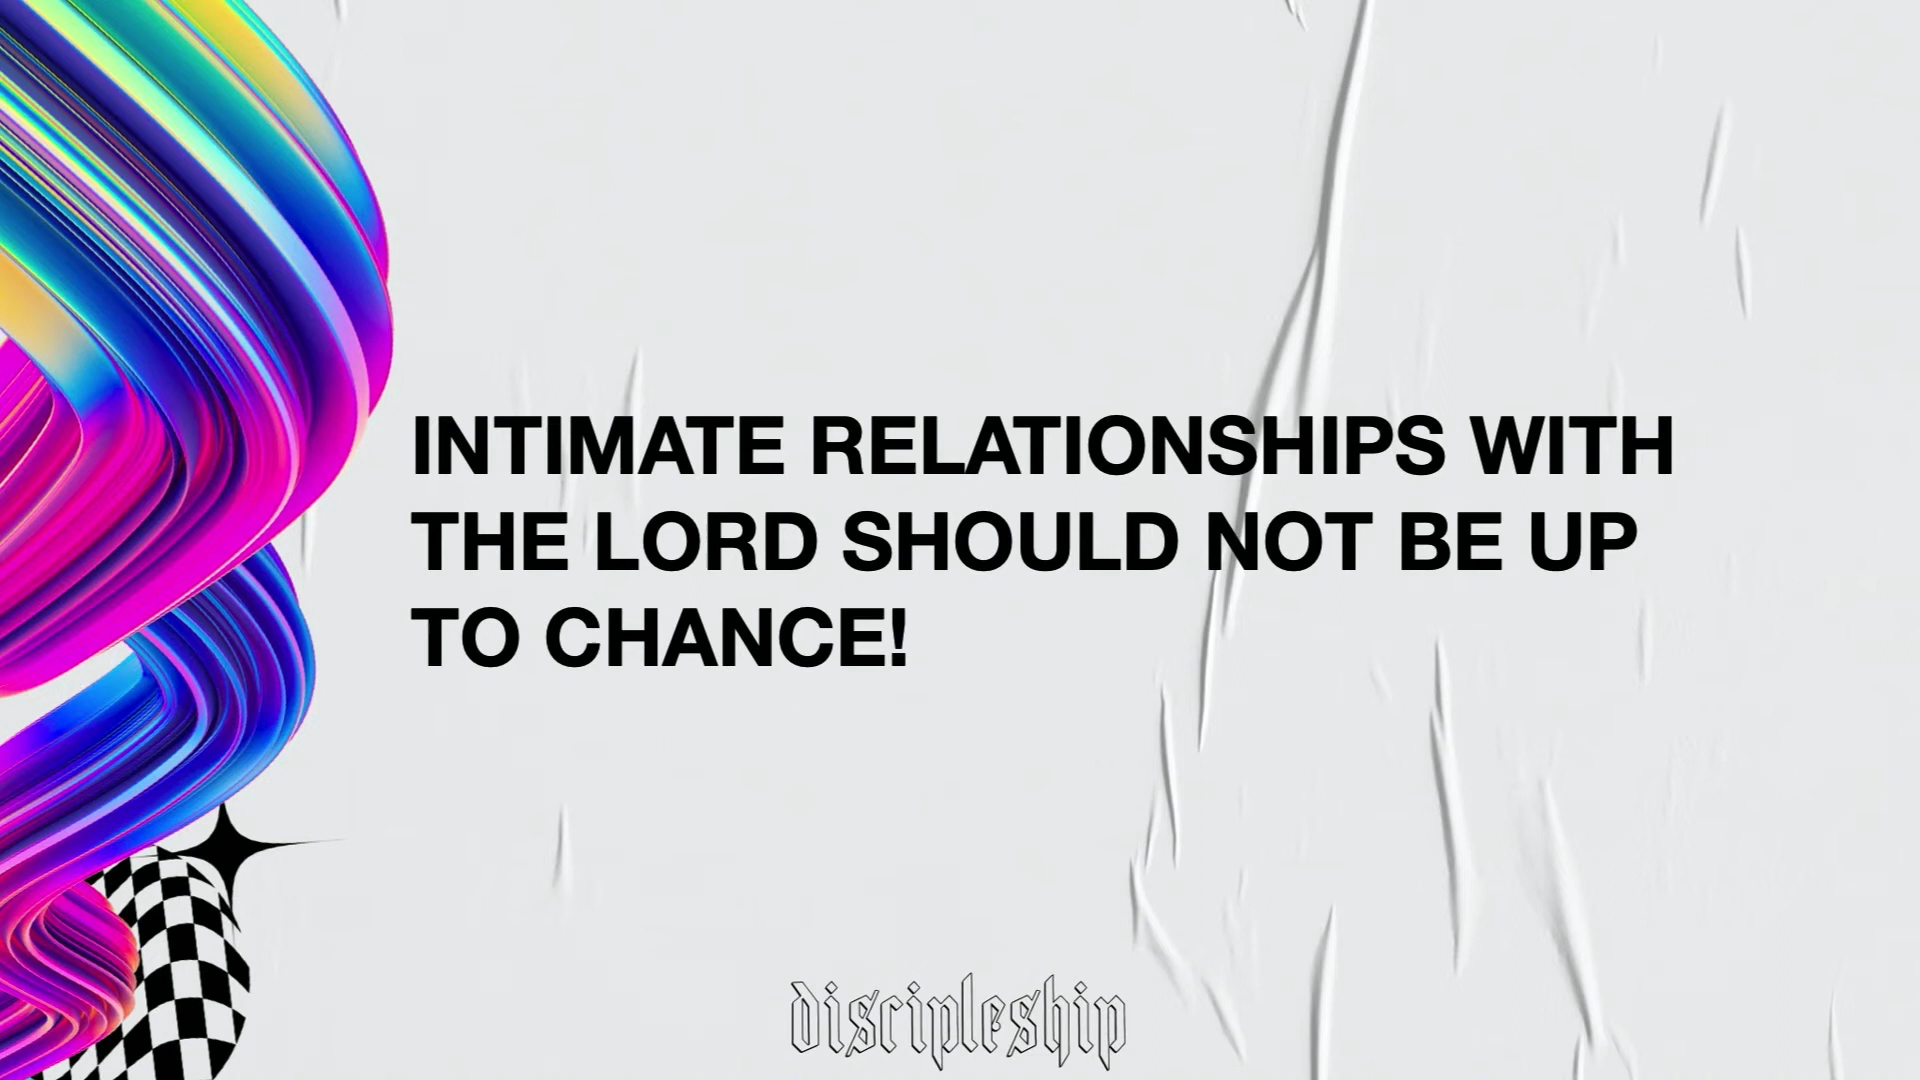 INTIMATE RELATIONSHIPS WITH
THE LORD SHOULD NOT BE UP
TO CHANCE!
discipleship